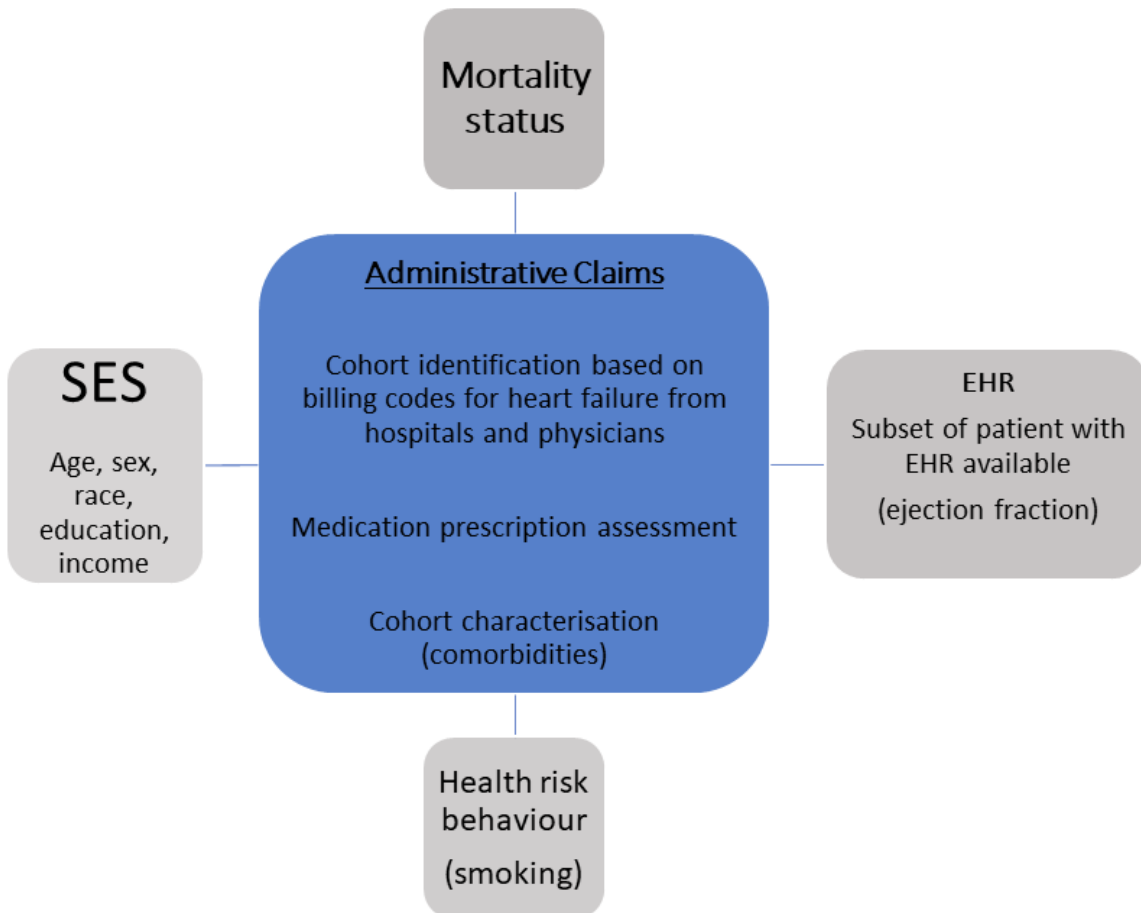 Mortality
status
Administrative Claims
Cohort identification based on
billing codes for heart failure from
hospitals and physicians
Medication prescription assessment
Cohort characterisation
(comorbidities)
SES
Age, sex,
race,
education,
income
EHR
Subset of patient with
EHR available
(ejection fraction)
Health risk
behaviour
(smoking)